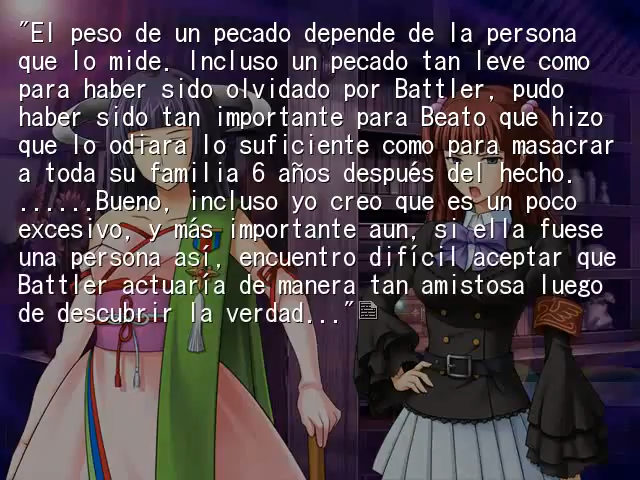 "El peso de un pecado depende de la persona
que lo mide. Incluso un pecado tan leve como
para haber sido olvidado por Battler, pudo
haber sido tan importante para Beato que hizo
que lo odiara lo suficiente como para masacrar
a toda su familia 6 años después del hecho.
......Bueno, incluso yo creo que es un poco
excesivo, y más importante aun, si ella fuese
una persona así, encuentro difícil aceptar que
Battler actuaría de manera tan amistosa luego
de descubrir la verdad..."